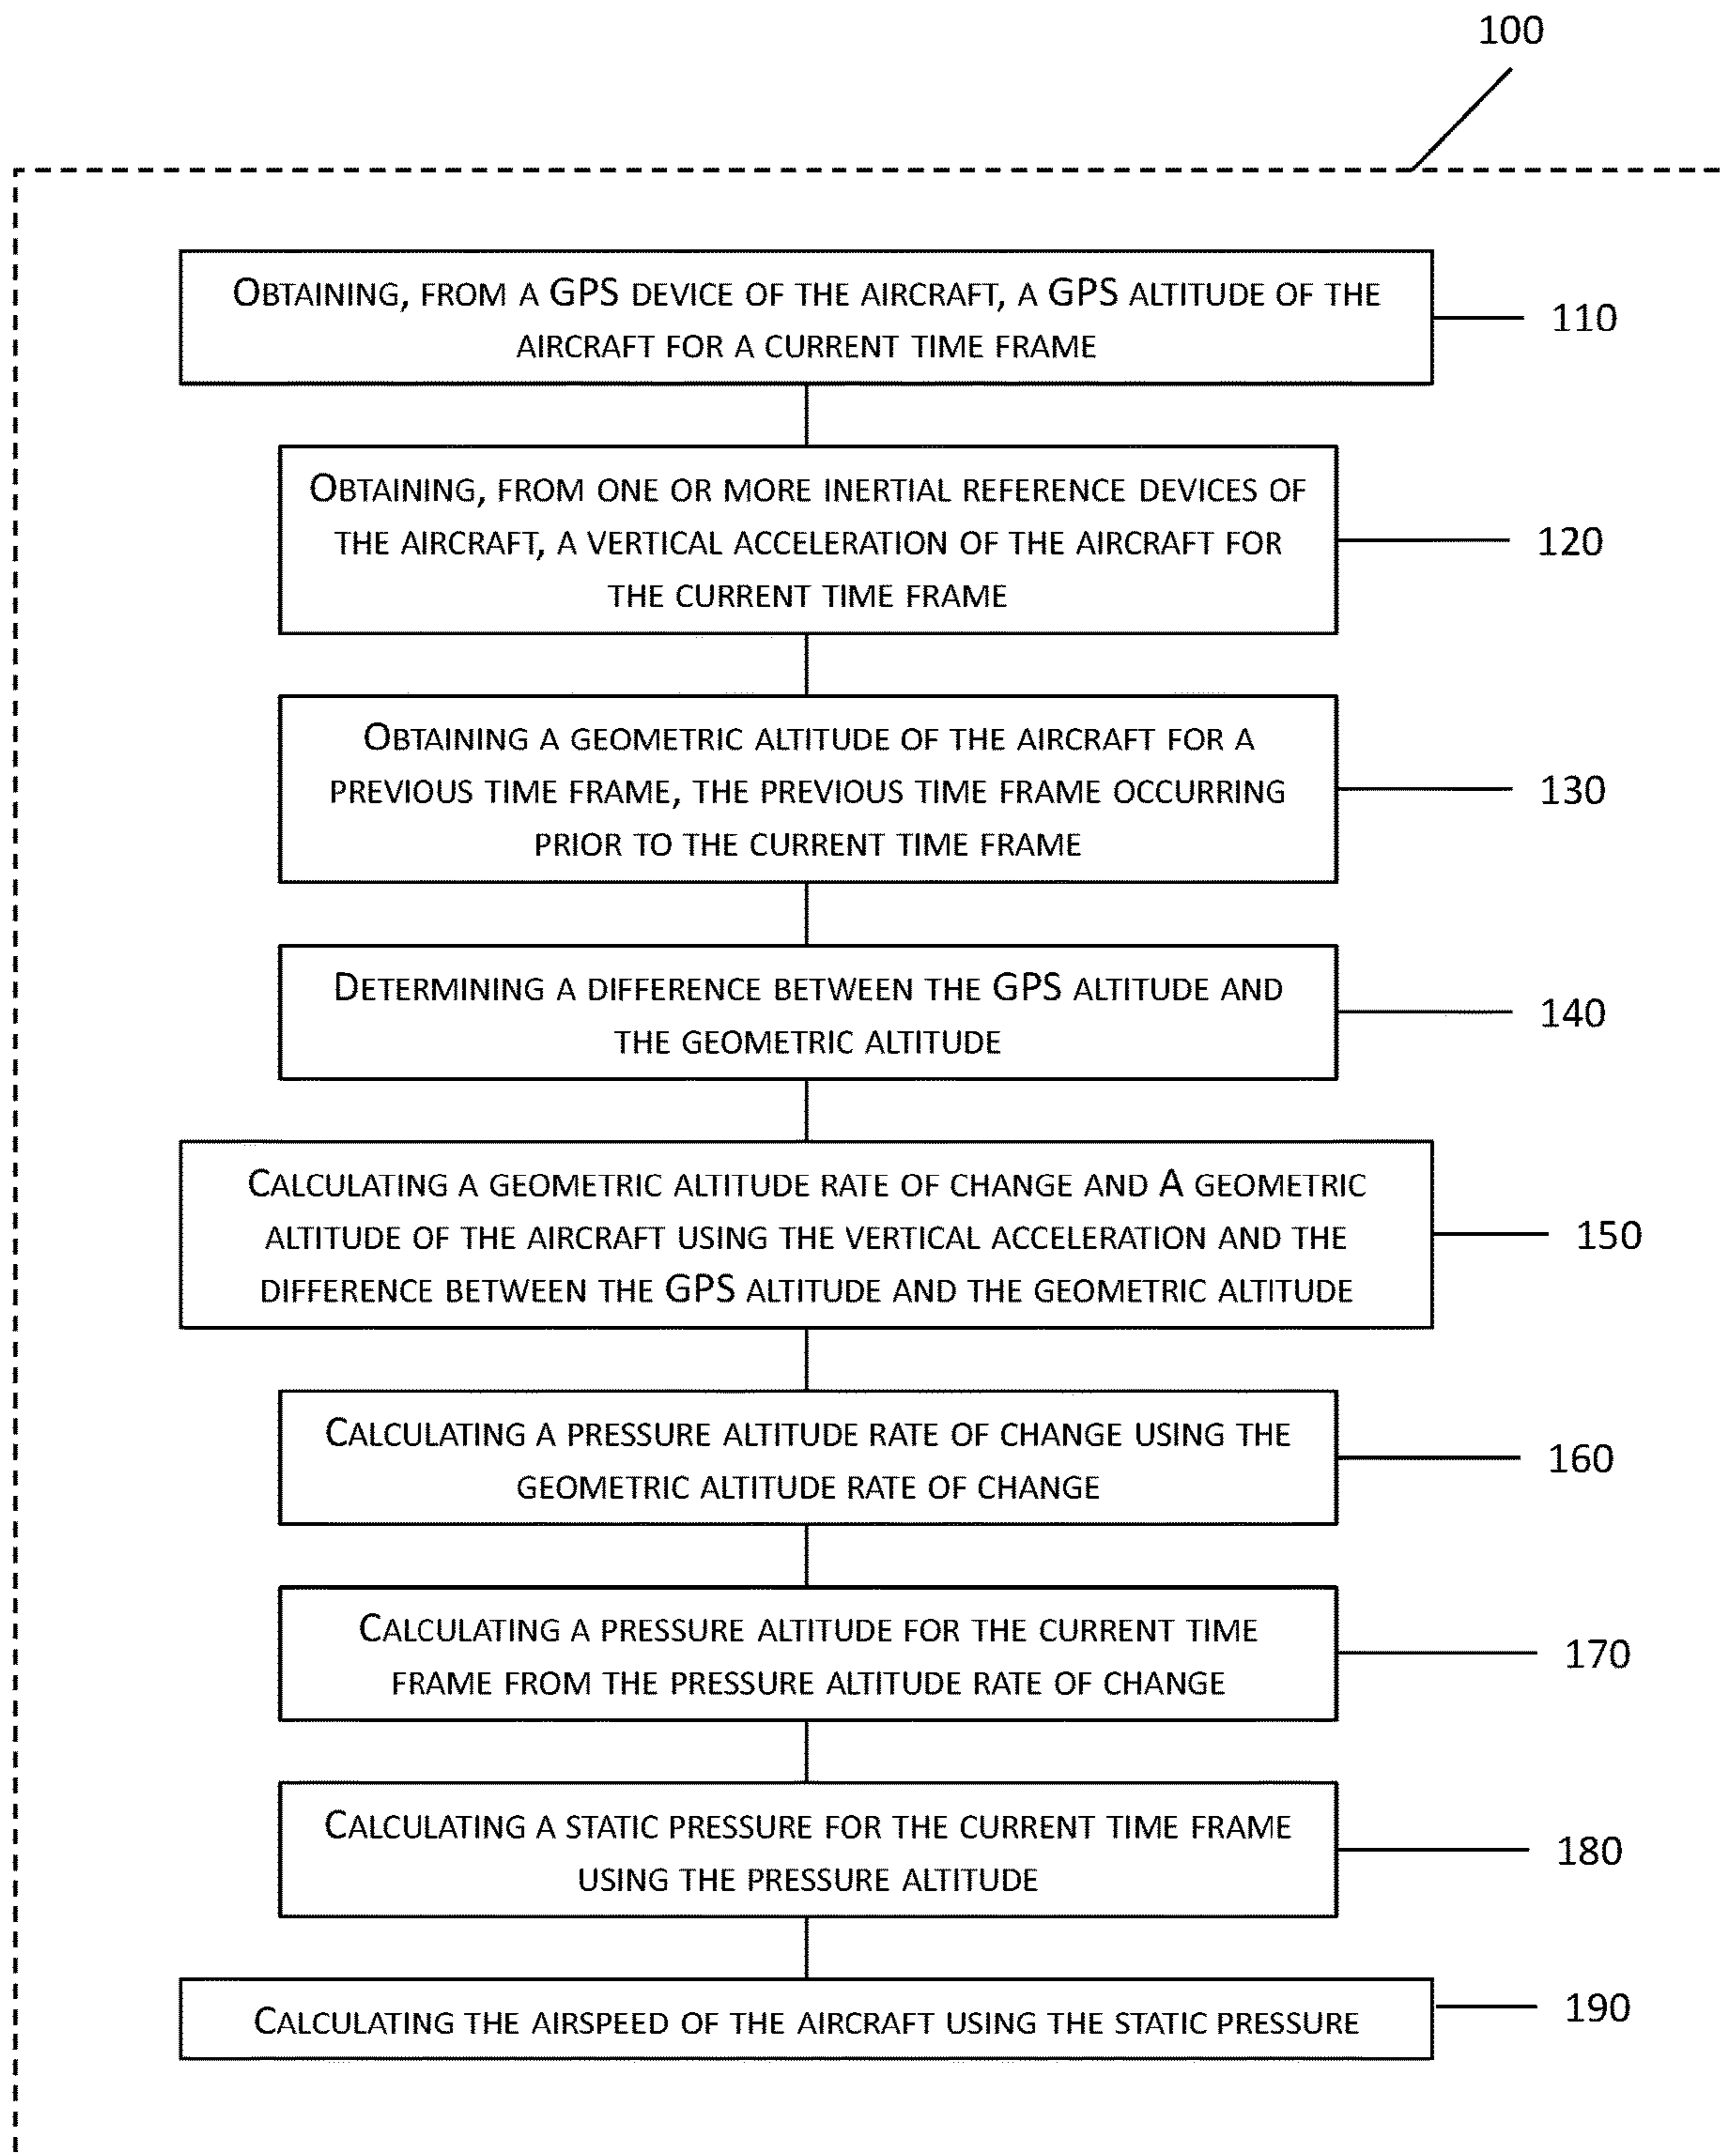 100
OBTAINING, FROM A GPS DEVICE OF THE AIRCRAFT, A GPS ALTITUDE OF THE
AIRCRAFT FOR A CURRENT TIME FRAME
110
OBTAINING, FROM ONE OR MORE INERTIAL REFERENCE DEVICES OF
THE AIRCRAFT, A VERTICAL ACCELERATION OF THE AIRCRAFT FOR
THE CURRENT TIME FRAME
120
OBTAINING A GEOMETRIC ALTITUDE OF THE AIRCRAFT FOR A
PREVIOUS TIME FRAME, THE PREVIOUS TIME FRAME OCCURRING
PRIOR TO THE CURRENT TIME FRAME
130
DETERMINING A DIFFERENCE BETWEEN THE GPS ALTITUDE AND
THE GEOMETRIC ALTITUDE
140
CALCULATING A GEOMETRIC ALTITUDE RATE OF CHANGE AND A GEOMETRIC
ALTITUDE OF THE AIRCRAFT USING THE VERTICAL ACCELERATION AND THE
DIFFERENCE BETWEEN THE GPS ALTITUDE AND THE GEOMETRIC ALTITUDE
150
CALCULATING A PRESSURE ALTITUDE RATE OF CHANGE USING THE
GEOMETRIC ALTITUDE RATE OF CHANGE
160
CALCULATING A PRESSURE ALTITUDE FOR THE CURRENT TIME
FRAME FROM THE PRESSURE ALTITUDE RATE OF CHANGE
170
CALCULATING A STATIC PRESSURE FOR THE CURRENT TIME FRAME
USING THE PRESSURE ALTITUDE
180
CALCULATING THE AIRSPEED OF THE AIRCRAFT USING THE STATIC PRESSURE
190